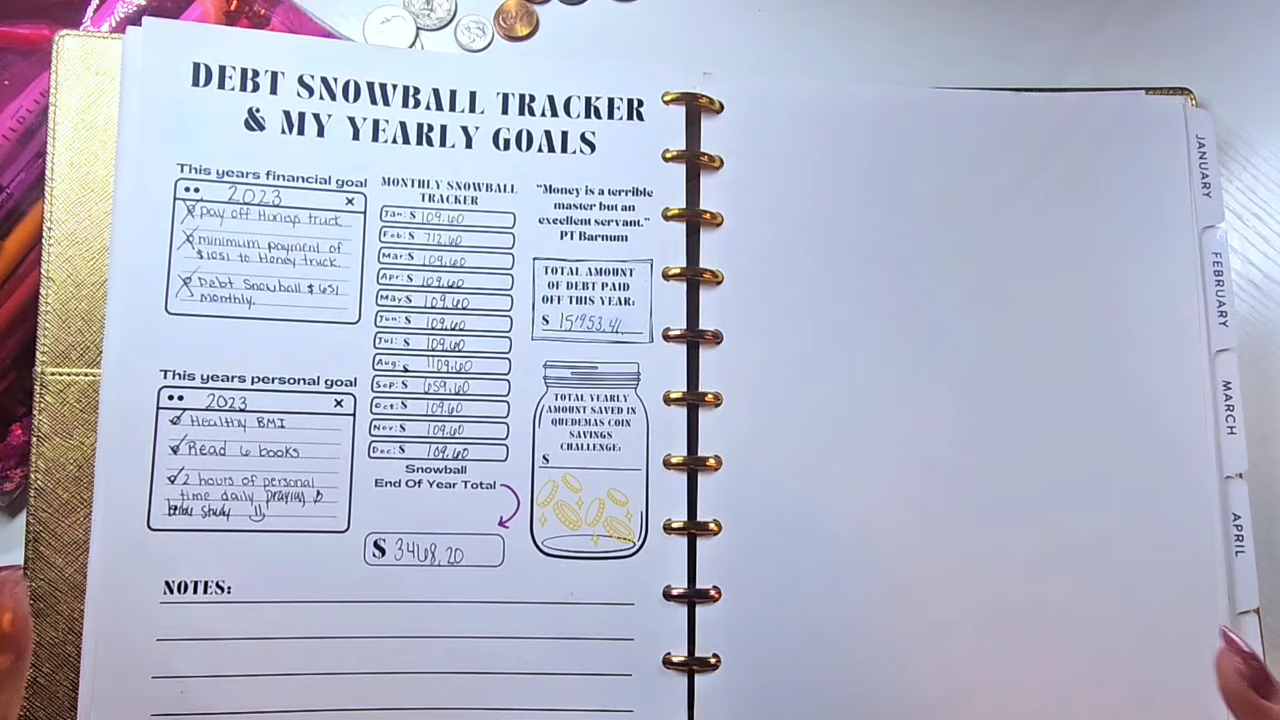 DEBT SNOWBALL TRACKER
& MY YEARLY GOALS
This years financial goal
2023
pay off Honeys truck
minimum payment of
$1051 to Honey truck.
Debt Snowball $651
monthly.
This years personal goal
2023
Healthy BMI
Read 6 books
2 hours of personal
time daily praying &
bible study
MONTHLY SNOWBALL
TRACKER
Jan: $ 109.60
Feb: $ 712.60
Mar: $ 109.60
Apr: $ 109.60
May: $ 109.60
Jun: $ 109.60
Jul: $ 109.60
Aug: $ 1109.60
Sep: $ 659.60
Oct: $ 109.60
Nov: $ 109.60
Dec: $ 109.60
Snowball
End Of Year Total
$ 3468.20
"Money is a terrible
master but an
excellent servant."
PT Barnum
TOTAL AMOUNT
OF DEBT PAID
OFF THIS YEAR:
$ 15,953.41
TOTAL YEARLY
AMOUNT SAVED IN
QUEDEMAS COIN
SAVINGS
CHALLENGE:
$
NOTES:
JANUARY
FEBRUARY
MARCH
APRIL